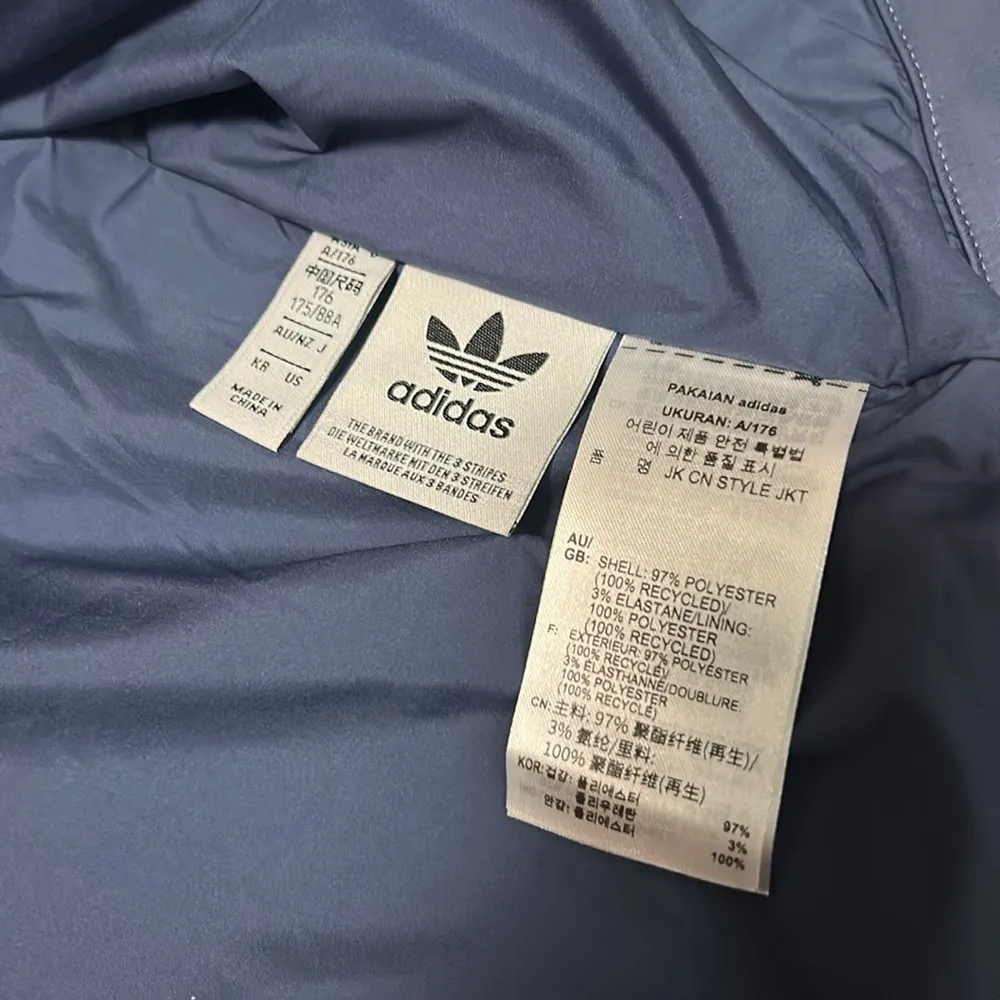 A/176
中国尺码
176
175/88A
AU/NZ J
KR US
MADE IN
CHINA
adidas
THE BRAND WITH THE 3 STRIPES
DIE WELTMARKE MIT DEN 3 STREIFEN
LA MARQUE AUX 3 BANDES
PAKAIAN adidas
UKURAN: A/176
어린이 제품 안전 특별법
에 의한 품질 표시
품 명 JK CN STYLE JKT
AU/
GB: SHELL: 97% POLYESTER
(100% RECYCLED)/
3% ELASTANE/LINING:
100% POLYESTER
(100% RECYCLED)
F: EXTERIEUR: 97% POLYESTER
(100% RECYCLÉ)/
3% ELASTHANNE/DOUBLURE:
100% POLYESTER
(100% RECYCLÉ)
CN: 主料: 97% 聚酯纤维(再生)/
3% 氨纶/里料:
100% 聚酯纤维(再生)
KOR: 겉감: 폴리에스터 97%
폴리우레탄 3%
안감: 폴리에스터 100%